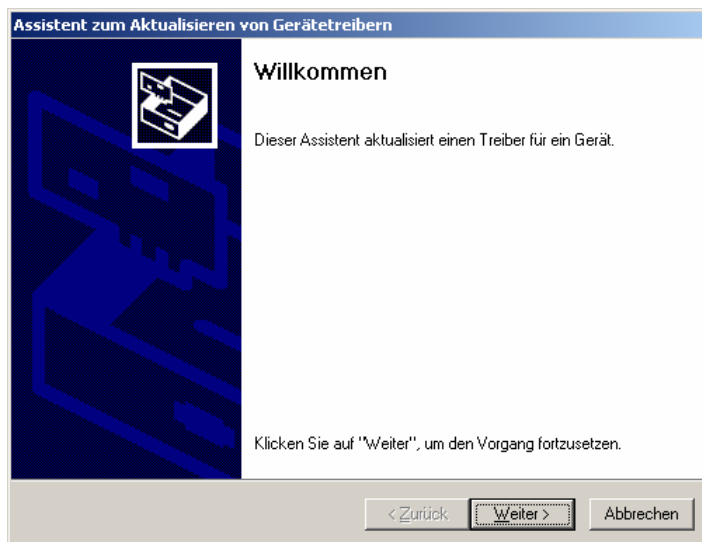 Assistent zum Aktualisieren von Gerätetreibern
Willkommen
Dieser Assistent aktualisiert einen Treiber für ein Gerät.
Klicken Sie auf "Weiter", um den Vorgang fortzusetzen.
< Zurück Weiter > Abbrechen